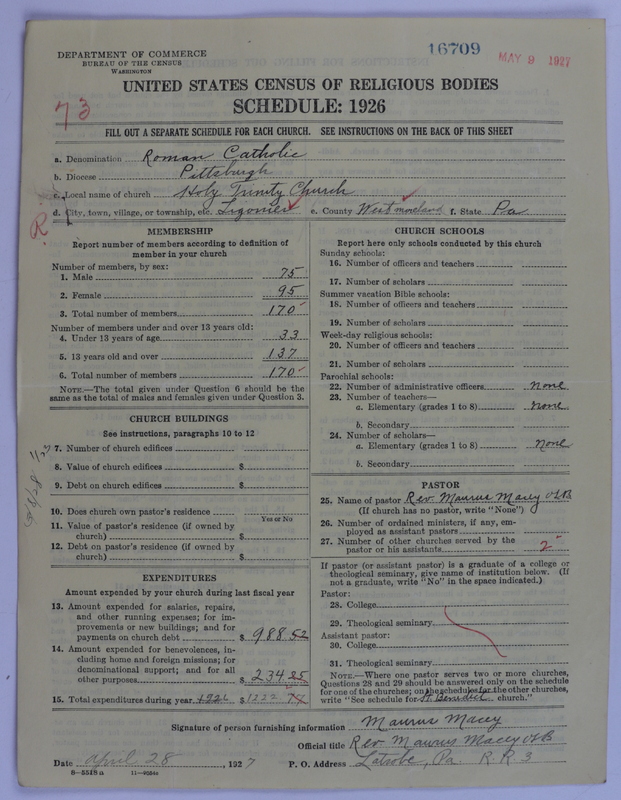 DEPARTMENT OF COMMERCE
BUREAU OF THE CENSUS
WASHINGTON
16709
MAY 9 1927
UNITED STATES CENSUS OF RELIGIOUS BODIES
SCHEDULE: 1926
73
FILL OUT A SEPARATE SCHEDULE FOR EACH CHURCH. SEE INSTRUCTIONS ON THE BACK OF THIS SHEET
a. Denomination Roman Catholic
b. Diocese Pittsburgh
c. Local name of church Holy Trinity Church
d. City, town, village, or township, etc. Ligonier e. County Westmoreland f. State Pa
R
MEMBERSHIP
Report number of members according to definition of
member in your church
Number of members, by sex:
1. Male 75
2. Female 95
3. Total number of members 170
Number of members under and over 13 years old:
4. Under 13 years of age 33
5. 13 years old and over 137
6. Total number of members 170
NOTE.—The total given under Question 6 should be the
same as the total of males and females given under Question 3.
CHURCH BUILDINGS
See instructions, paragraphs 10 to 12
7. Number of church edifices
8. Value of church edifices $
9. Debt on church edifices $
10. Does church own pastor's residence
Yes or No
11. Value of pastor's residence (if owned by
church) $
12. Debt on pastor's residence (if owned by
church) $
EXPENDITURES
Amount expended by your church during last fiscal year
13. Amount expended for salaries, repairs,
and other running expenses; for im-
provements or new buildings; and for
payments on church debt $ 988.52
14. Amount expended for benevolences, in-
cluding home and foreign missions; for
denominational support; and for all
other purposes $ 234
15. Total expenditures during year 1926 $ 1222
CHURCH SCHOOLS
Report here only schools conducted by this church
Sunday schools:
16. Number of officers and teachers
17. Number of scholars
Summer vacation Bible schools:
18. Number of officers and teachers
19. Number of scholars
Week-day religious schools:
20. Number of officers and teachers
21. Number of scholars
Parochial schools:
22. Number of administrative officers none
23. Number of teachers—
a. Elementary (grades 1 to 8) none
b. Secondary
24. Number of scholars—
a. Elementary (grades 1 to 8) none
b. Secondary
PASTOR
25. Name of pastor Rev. Maurus Macey OSB
(If church has no pastor, write "None")
26. Number of ordained ministers, if any, em-
ployed as assistant pastors
27. Number of other churches served by the
pastor or his assistants 2
If pastor (or assistant pastor) is a graduate of a college or
theological seminary, give name of institution below. (If
not a graduate, write "No" in the space indicated.)
Pastor:
28. College
29. Theological seminary
Assistant pastor:
30. College
31. Theological seminary
NOTE.—Where one pastor serves two or more churches,
Questions 28 and 29 should be answered only on the schedule
for one of the churches; on the schedules for the other churches,
write "See schedule for St. Benedict church."
Signature of person furnishing information Maurus Macey
Official title Rev. Maurus Macey OSB
Date April 28, 1927 P. O. Address Latrobe, Pa. R.R 3
8—5518 a